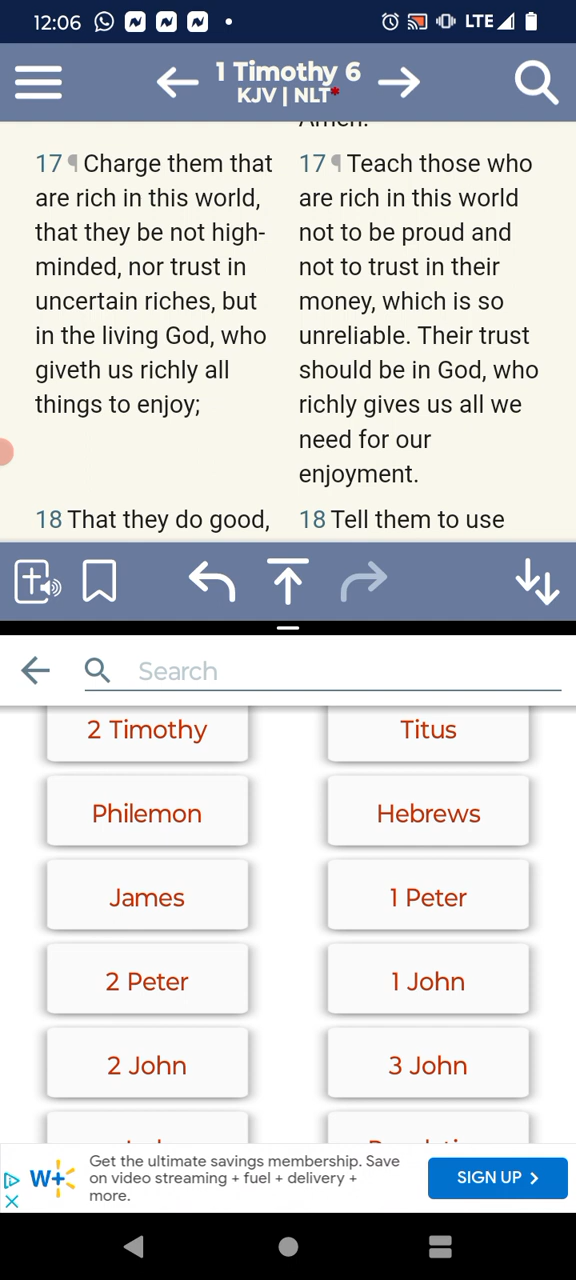 12:06
LTE
1 Timothy 6
KJV | NLT*
Amen.
17 ¶ Charge them that
are rich in this world,
that they be not high-
minded, nor trust in
uncertain riches, but
in the living God, who
giveth us richly all
things to enjoy;
17 ¶ Teach those who
are rich in this world
not to be proud and
not to trust in their
money, which is so
unreliable. Their trust
should be in God, who
richly gives us all we
need for our
enjoyment.
18 That they do good,
18 Tell them to use
Search
2 Timothy
Titus
Philemon
Hebrews
James
1 Peter
2 Peter
1 John
2 John
3 John
W+
Get the ultimate savings membership. Save
on video streaming + fuel + delivery +
more.
SIGN UP